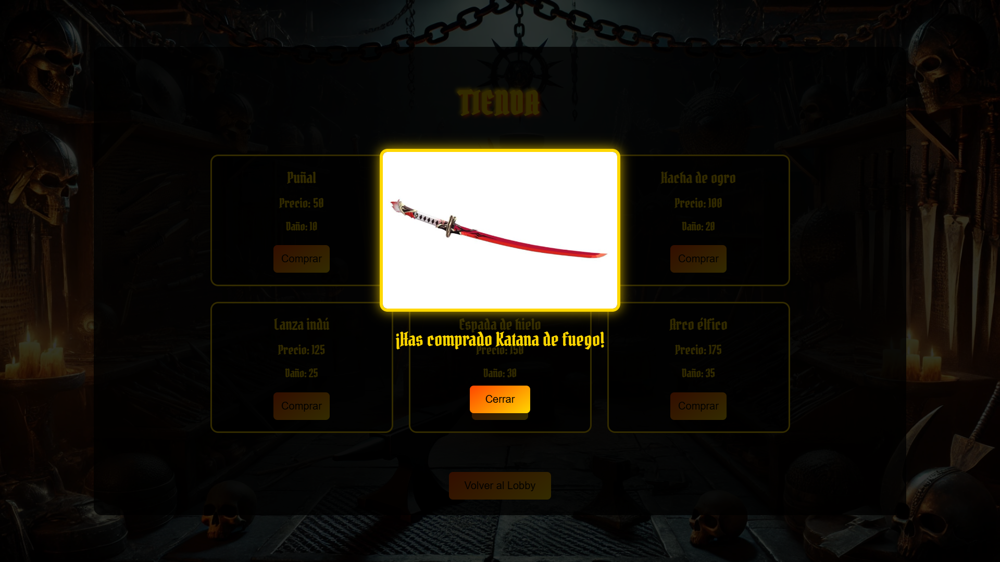 TIENDA
Puñal
Precio: 50
Daño: 10
Comprar
Hacha de ogro
Precio: 100
Daño: 20
Comprar
Lanza indú
Precio: 125
Daño: 25
Comprar
Espada de hielo
Precio: 150
Daño: 30
Arco élfico
Precio: 175
Daño: 35
Comprar
¡Has comprado Katana de fuego!
Cerrar
Volver al Lobby